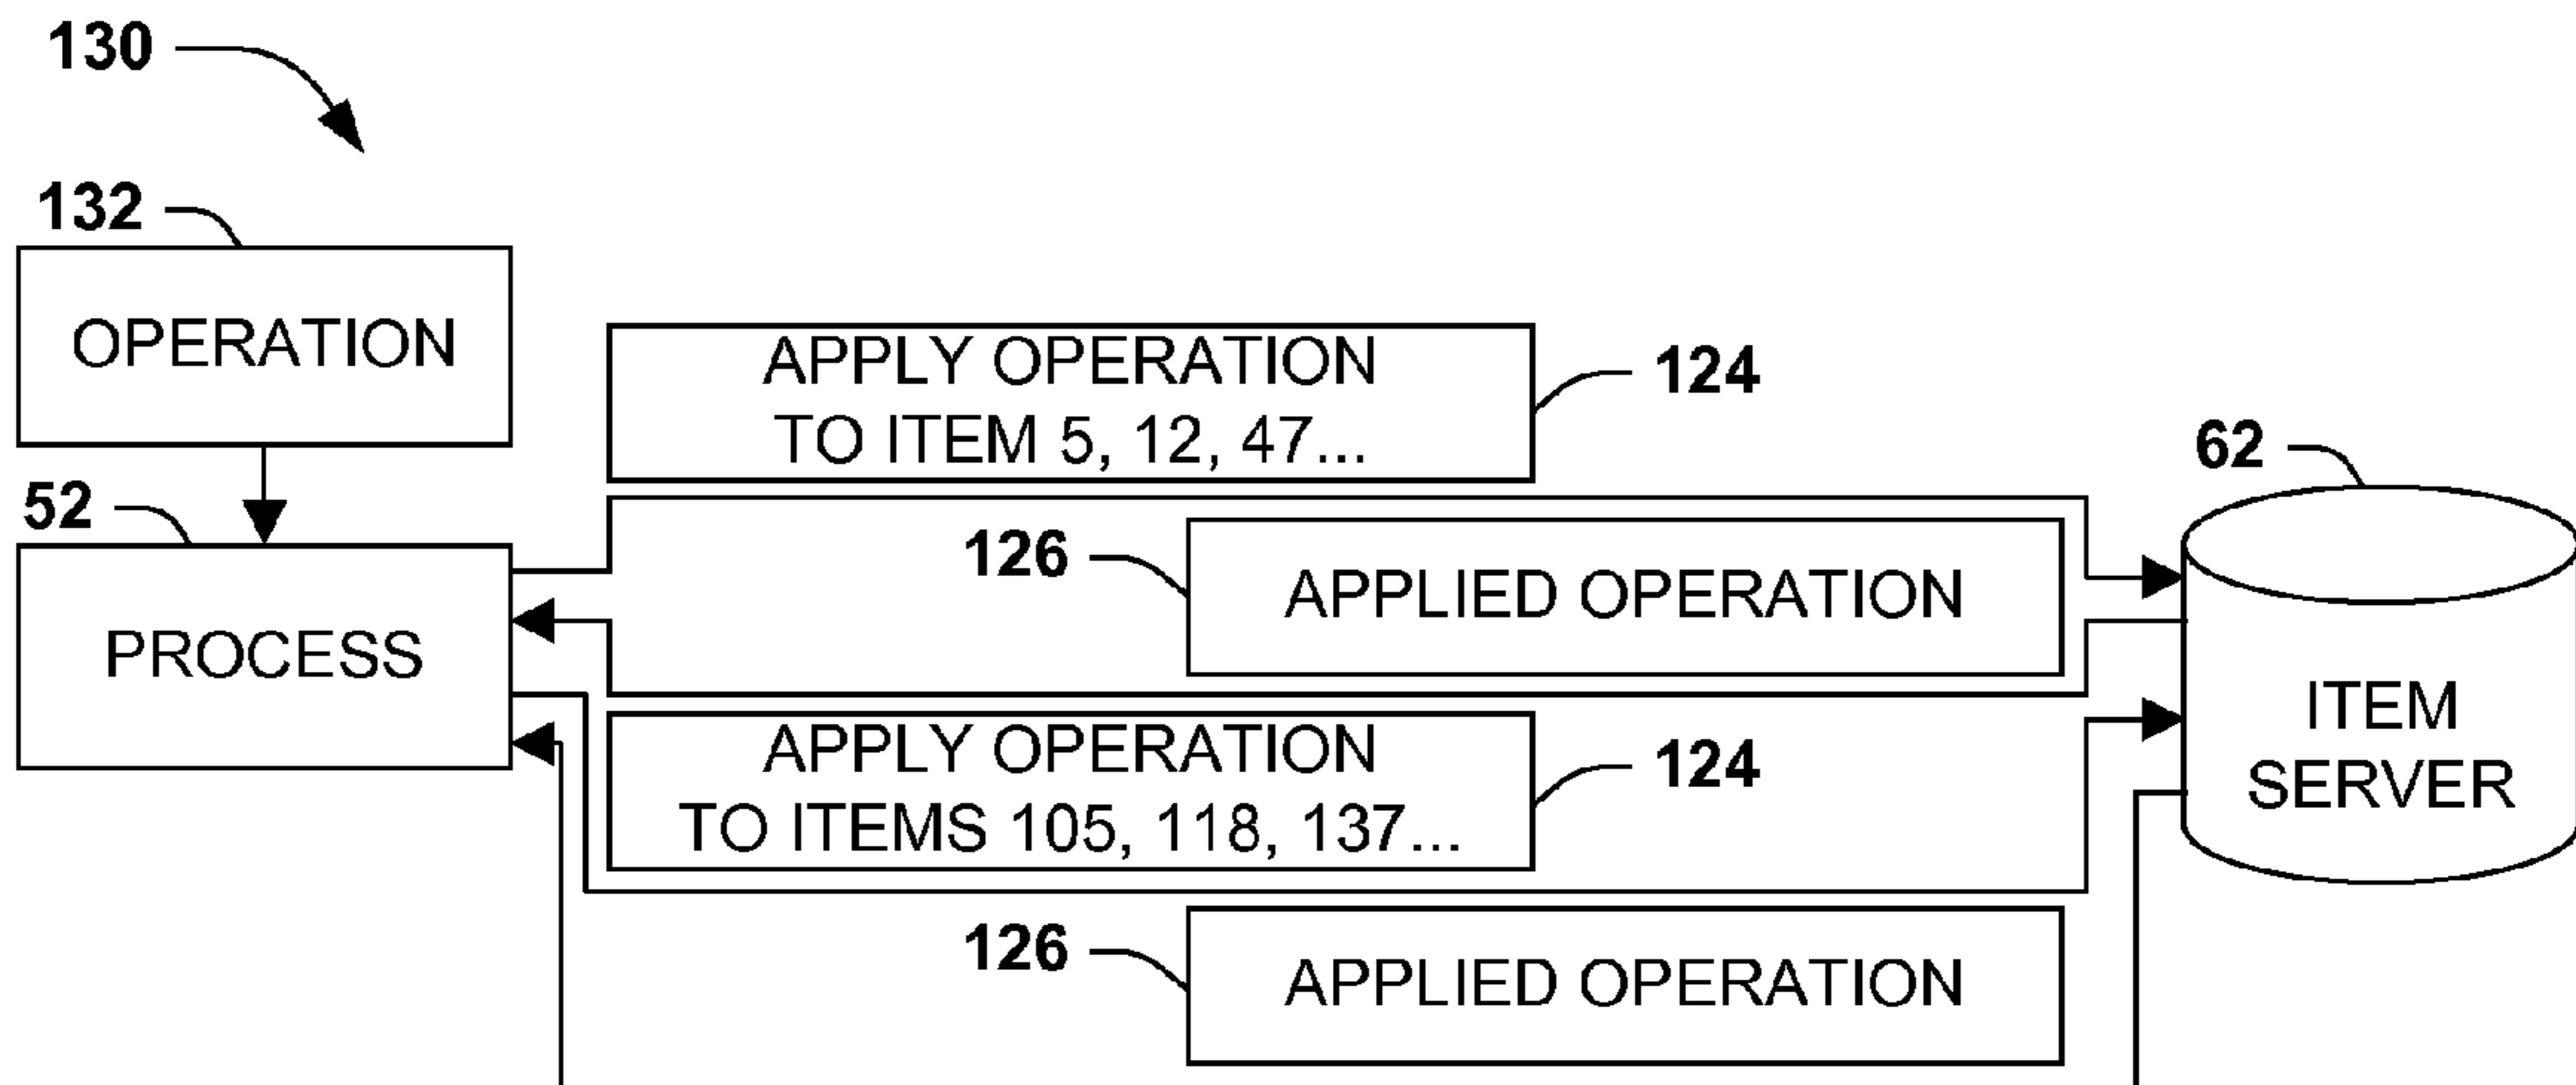 130
132
OPERATION
APPLY OPERATION
TO ITEM 5, 12, 47...
124
52
PROCESS
126
APPLIED OPERATION
62
ITEM
SERVER
APPLY OPERATION
TO ITEMS 105, 118, 137...
124
126
APPLIED OPERATION